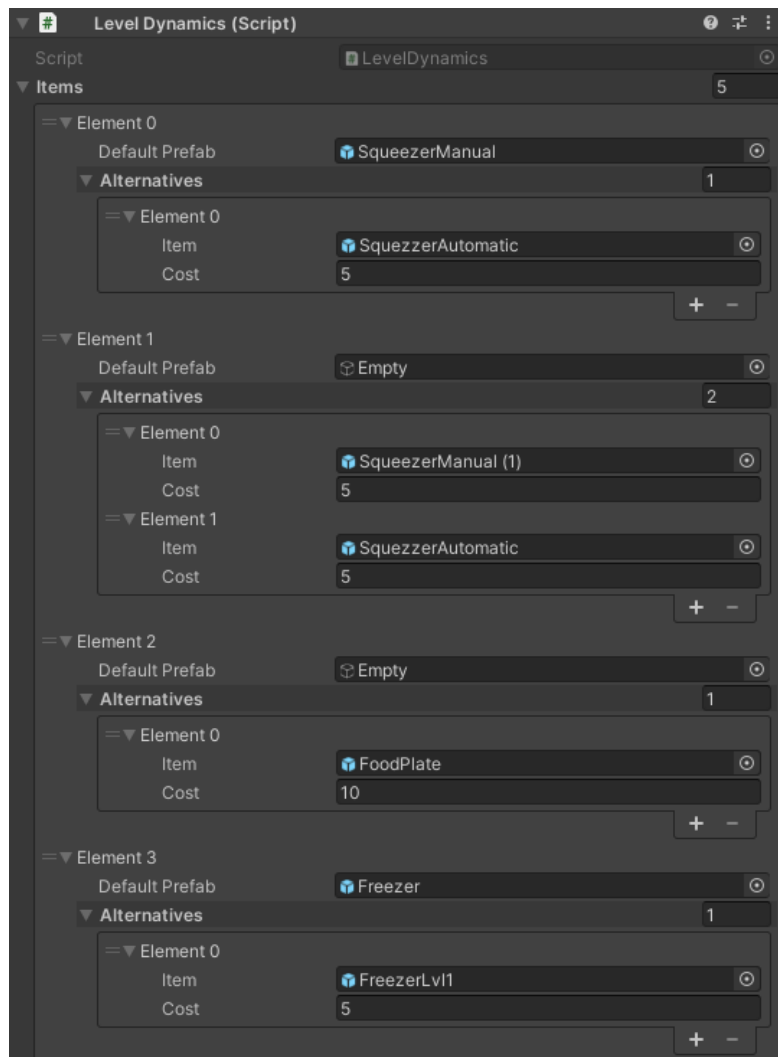 Level Dynamics (Script)
Script LevelDynamics
Items 5
Element 0
Default Prefab SqueezerManual
Alternatives 1
Element 0
Item SquezzerAutomatic
Cost 5
Element 1
Default Prefab Empty
Alternatives 2
Element 0
Item SqueezerManual (1)
Cost 5
Element 1
Item SquezzerAutomatic
Cost 5
Element 2
Default Prefab Empty
Alternatives 1
Element 0
Item FoodPlate
Cost 10
Element 3
Default Prefab Freezer
Alternatives 1
Element 0
Item FreezerLvl1
Cost 5